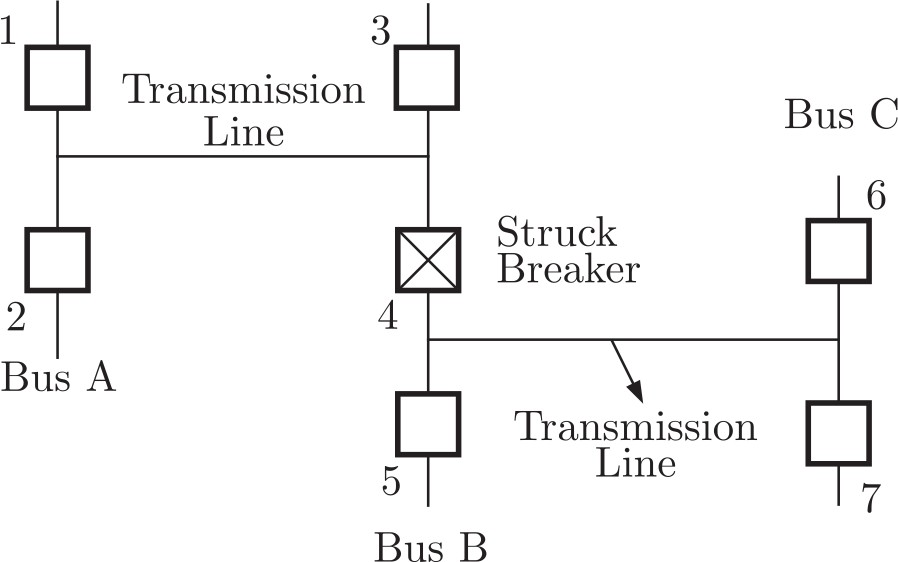 1
3
Transmission
Line
Bus C
6
Struck
Breaker
2
4
Bus A
Transmission
Line
5
7
Bus B